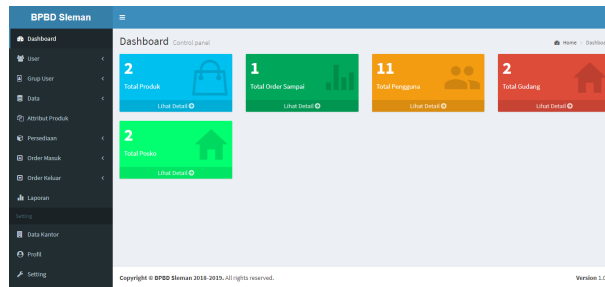 BPBD Sleman
Dashboard
User
Grup User
Data
Attribut Produk
Persediaan
Order Masuk
Order Keluar
Laporan
Setting
Data Kantor
Profil
Setting
Dashboard Control panel
Home
2
Total Produk
Lihat Detail
1
Total Order Sampai
Lihat Detail
11
Total Pengguna
Lihat Detail
2
Total Gudang
Lihat Detail
2
Total Posko
Lihat Detail
Copyright © BPBD Sleman 2018-2019. All rights reserved.
Version 1.0